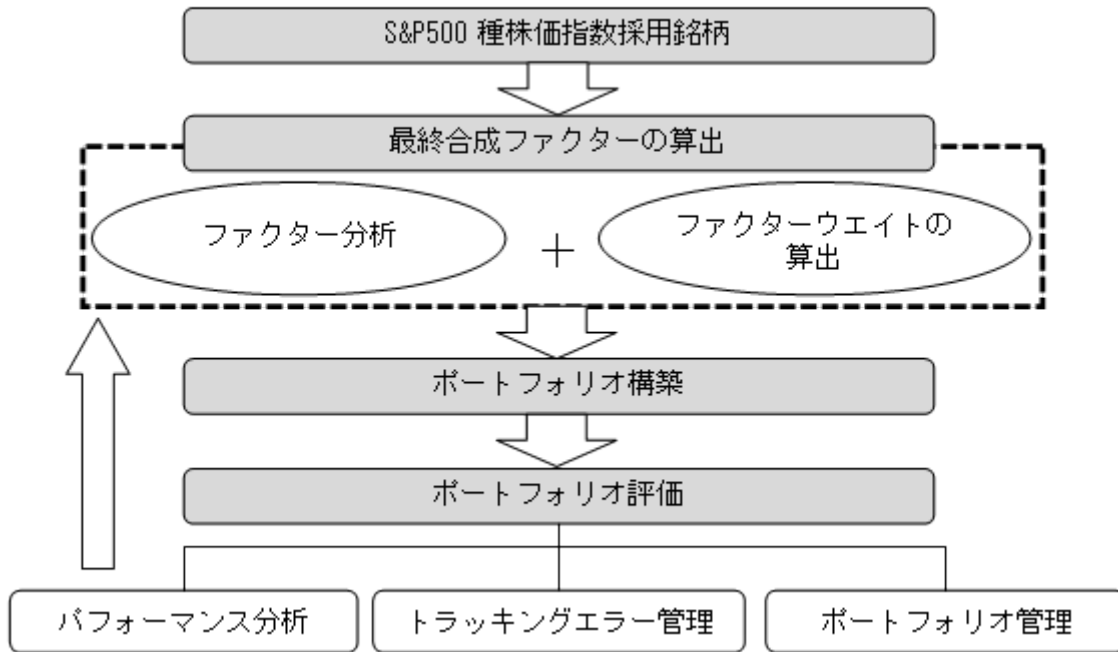 S&P500 種株価指数採用銘柄
最終合成ファクターの算出
ファクター分析
＋
ファクターウエイトの
算出
ポートフォリオ構築
ポートフォリオ評価
パフォーマンス分析
トラッキングエラー管理
ポートフォリオ管理